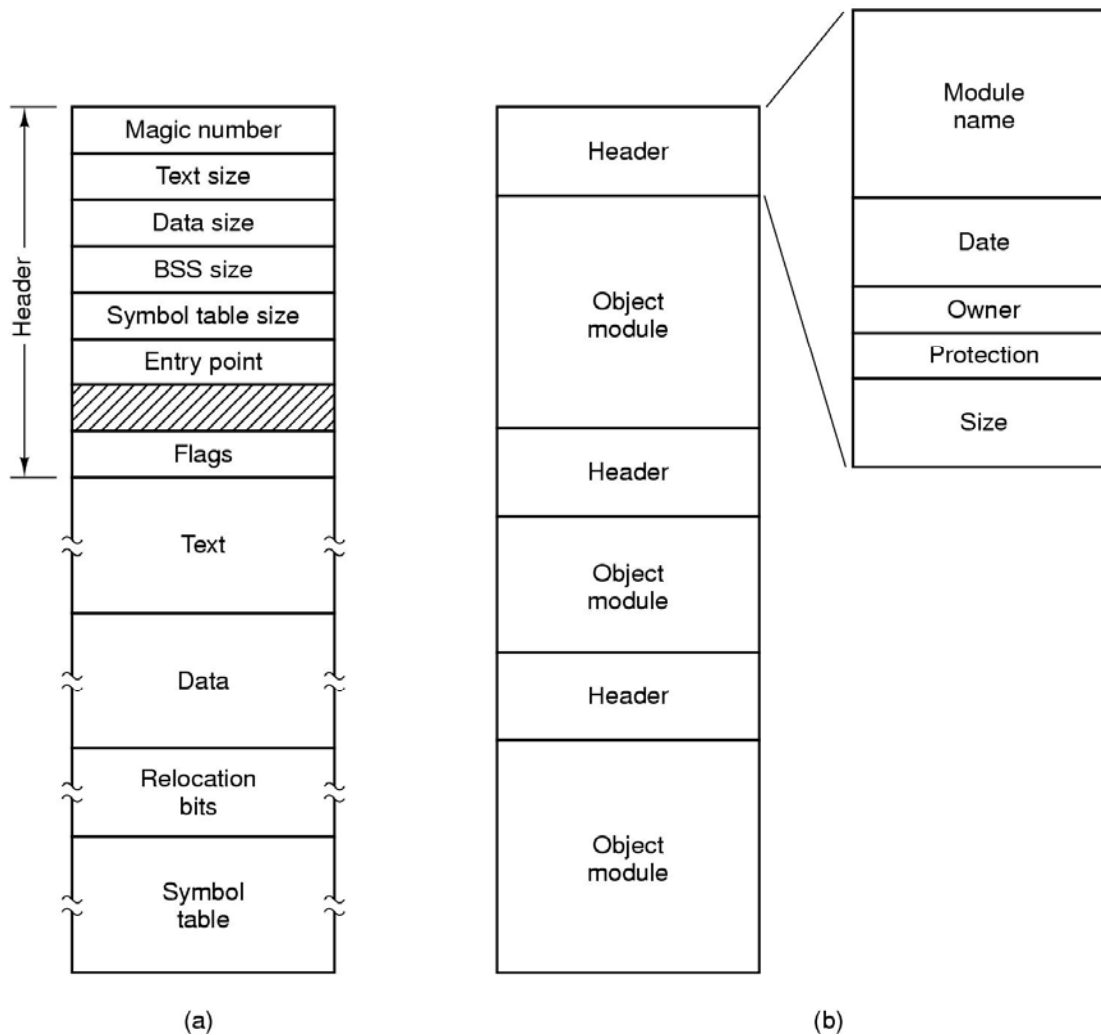 Header
Magic number
Text size
Data size
BSS size
Symbol table size
Entry point
Flags
Text
Data
Relocation
bits
Symbol
table
(a)
Header
Object
module
Header
Object
module
Header
Object
module
Module
name
Date
Owner
Protection
Size
(b)